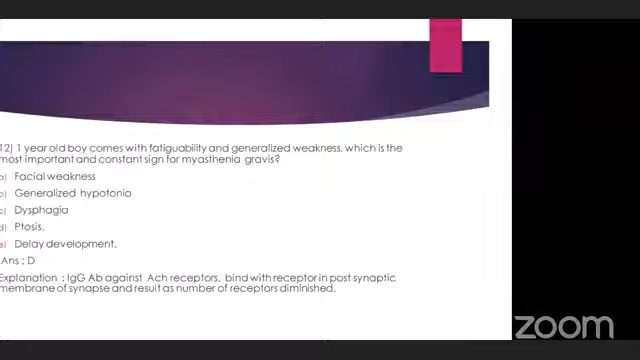 12) 1 year old boy comes with fatiguability and generalized weakness. which is the
most important and constant sign for myasthenia gravis?
a) Facial weakness
b) Generalized hypotonia
c) Dysphagia
d) Ptosis.
e) Delay development.
Ans ; D
Explanation : IgG Ab against Ach receptors, bind with receptor in post synaptic
membrane of synapse and result as number of receptors diminished.
zoom